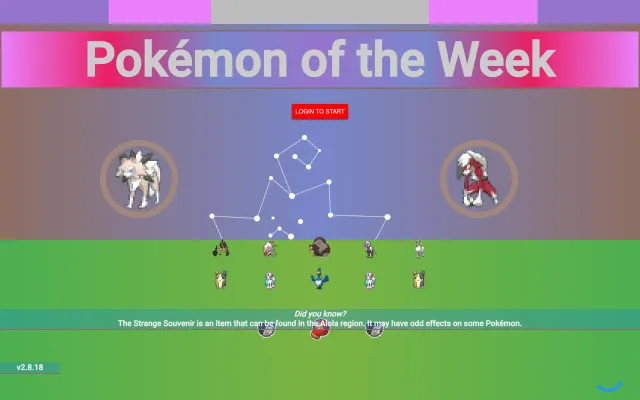 Pokémon of the Week
LOGIN TO START
Did you know?
The Strange Souvenir is an Item that can be found in the Alola region. It may have odd effects on some Pokémon.
v2.8.18